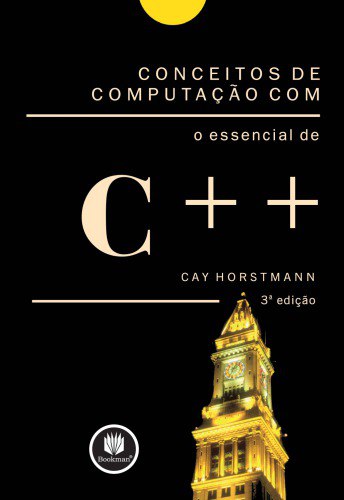 CONCEITOS DE
COMPUTAÇÃO COM
o essencial de
C++
CAY HORSTMANN
3ª edição
Bookman®